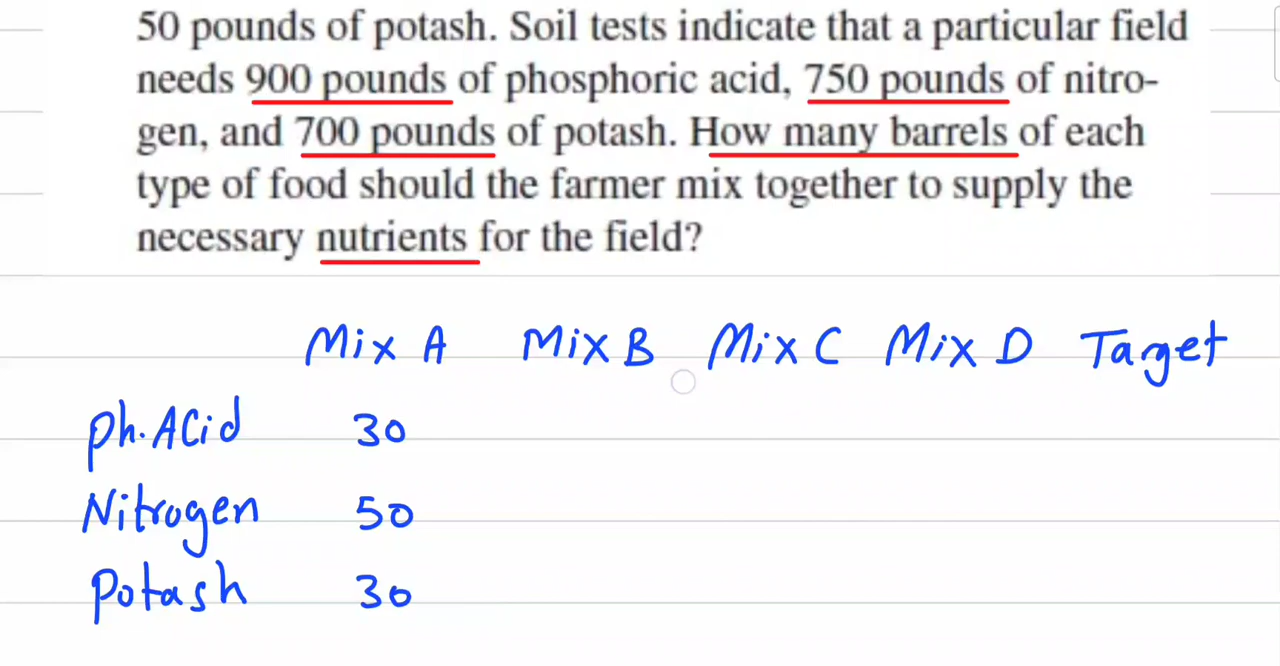 50 pounds of potash. Soil tests indicate that a particular field
needs 900 pounds of phosphoric acid, 750 pounds of nitro-
gen, and 700 pounds of potash. How many barrels of each
type of food should the farmer mix together to supply the
necessary nutrients for the field?
Mix A Mix B Mix C Mix D Target
Ph. Acid 30
Nitrogen 50
Potash 30